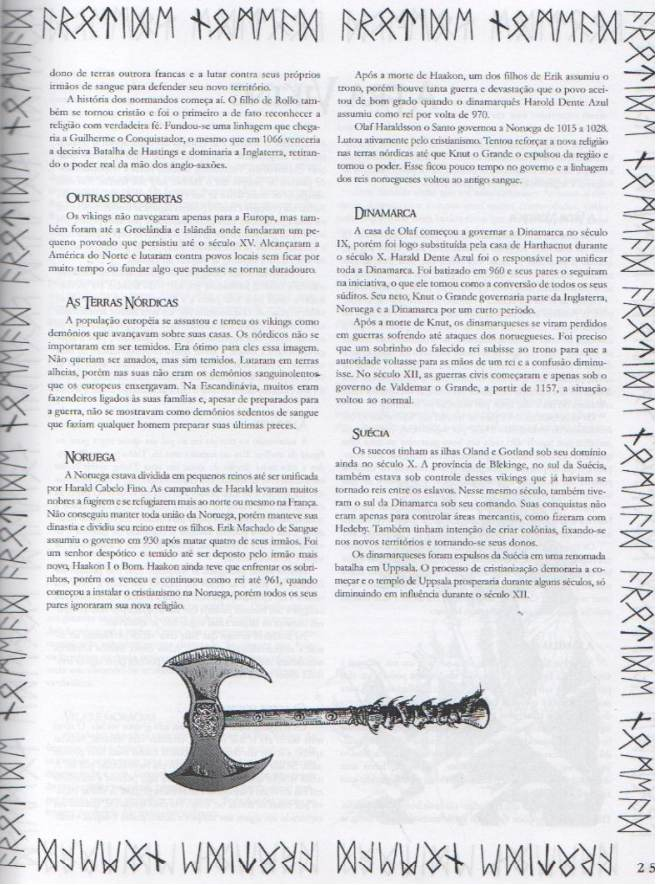 dono de terras outrora francas e a lutar contra seus próprios
irmãos de sangue para defender seu novo território.
A história dos normandos começa aí. O filho de Rollo tam-
bém se tornou cristão e foi o primeiro a de fato reconhecer a
religião com verdadeira fé. Fundou-se uma linhagem que chega-
ria a Guilherme o Conquistador, o mesmo que em 1066 venceria
a decisiva Batalha de Hastings e dominaria a Inglaterra, retiran-
do o poder real da mão dos anglo-saxões.
OUTRAS DESCOBERTAS
Os vikings não navegaram apenas para a Europa, mas tam-
bém foram até a Groelândia e Islândia onde fundaram um pe-
queno povoado que persistiu até o século XV. Alcançaram a
América do Norte e lutaram contra povos locais sem ficar por
muito tempo ou fundar algo que pudesse se tornar duradouro.
AS TERRAS NÓRDICAS
A população européia se assustou e temeu os vikings como
demônios que avançavam sobre suas casas. Os nórdicos não se
importaram em ser temidos. Era ótimo para eles essa imagem.
Não queriam ser amados, mas sim temidos. Lutaram em terras
alheias, porém nas suas não eram os demônios sanguinolentos
que os europeus enxergavam. Na Escandinávia, muitos eram
fazendeiros ligados às suas famílias e, apesar de preparados para
a guerra, não se mostravam como demônios sedentos de sangue
que faziam qualquer homem preparar suas últimas preces.
NORUEGA
A Noruega estava dividida em pequenos reinos até ser unificada
por Harald Cabelo Fino. As campanhas de Harald levaram muitos
nobres a fugirem e se refugiarem mais ao norte ou mesmo na França.
Não conseguiu manter toda união da Noruega, porém manteve sua
dinastia e dividiu seu reino entre os filhos. Erik Machado de Sangue
assumiu o governo em 930 após matar quatro de seus irmãos. Foi
um senhor despótico e temido até ser deposto pelo irmão mais
novo, Haakon I o Bom. Haakon ainda teve que enfrentar os sobri-
nhos, porém os venceu e continuou como rei até 961, quando
começou a instalar o cristianismo na Noruega, porém todos os seus
pares ignoraram sua nova religião.
Após a morte de Haakon, um dos filhos de Erik assumiu o
trono, porém houve tanta guerra e devastação que o povo acei-
tou de bom grado quando o dinamarquês Harold Dente Azul
assumiu como rei por volta de 970.
Olaf Haraldsson o Santo governou a Noruega de 1015 a 1028.
Lutou ativamente pelo cristianismo. Tentou reforçar a nova religião
nas terras nórdicas até que Knut o Grande o expulsou da região e
tomou o poder. Esse ficou pouco tempo no governo e a linhagem
dos reis noruegueses voltou ao antigo sangue.
DINAMARCA
A casa de Olaf começou a governar a Dinamarca no século
IX, porém foi logo substituída pela casa de Harthacnut durante
o século X. Harald Dente Azul foi o responsável por unificar
toda a Dinamarca. Foi batizado em 960 e seus pares o seguiram
na iniciativa, o que ele tomou como a conversão de todos os seus
súditos. Seu neto, Knut o Grande governaria parte da Inglaterra,
Noruega e a Dinamarca por um curto período.
Após a morte de Knut, os dinamarqueses se viram perdidos
em guerras sofrendo até ataques dos noruegueses. Foi preciso
que um sobrinho do falecido rei subisse ao trono para que a
autoridade voltasse para as mãos de um rei e a confusão diminu-
ísse. No século XII, as guerras civis começaram e apenas sob o
governo de Valdemar o Grande, a partir de 1157, a situação
voltou ao normal.
SUÉCIA
Os suecos tinham as ilhas Oland e Gotland sob seu domínio
ainda no século X. A província de Blekinge, no sul da Suécia,
também estava sob controle desses vikings que já haviam se
tornado reis entre os eslavos. Nesse mesmo século, também tive-
ram o sul da Dinamarca sob seu comando. Suas conquistas não
eram apenas para controlar áreas mercantis, como fizeram com
Hedeby. Também tinham intenção de criar colônias, fixando-se
nos novos territórios e tornando-se seus donos.
Os dinamarqueses foram expulsos da Suécia em uma renomada
batalha em Uppsala. O processo de cristianização demoraria a co-
meçar e o templo de Uppsala prosperaria durante alguns séculos, só
diminuindo em influência durante o século XII.
25